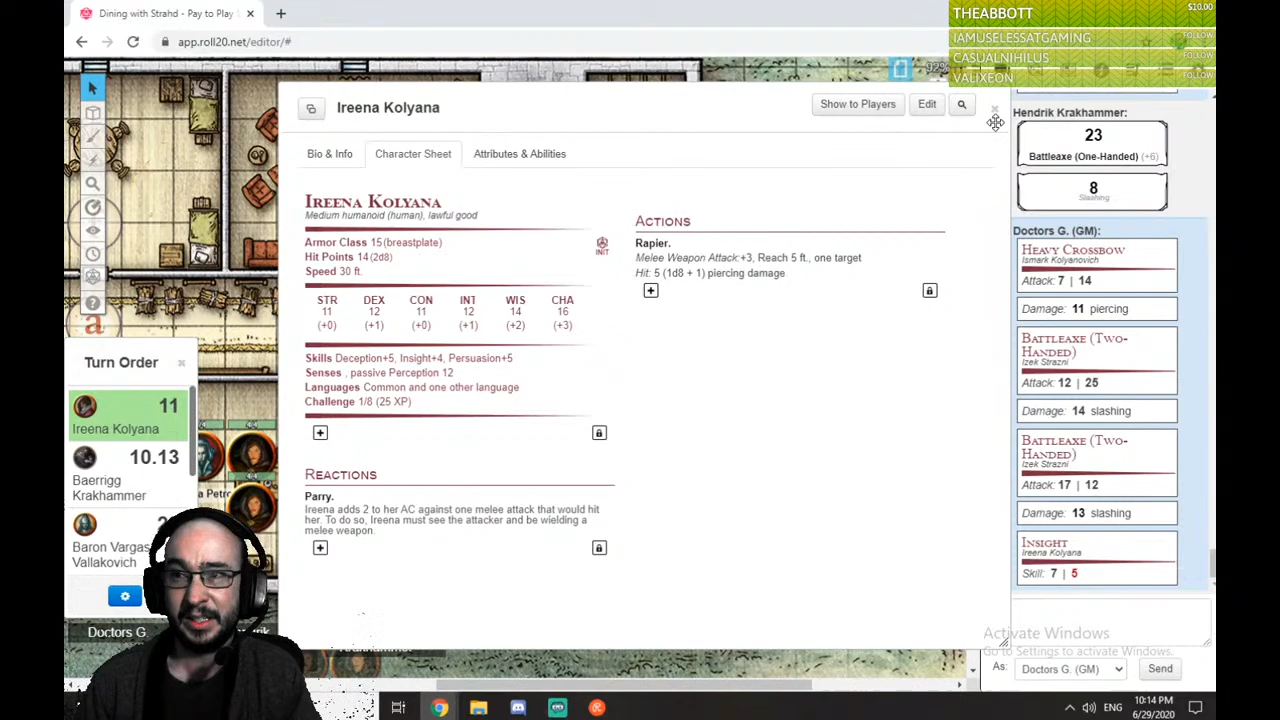 Dining with Strahd - Pay to Play
app.roll20.net/editor/#
THEABBOTT
$10.00
IAMUSELESSATGAMING
FOLLOW
CASUALNIHILUS
FOLLOW
VALIXEON
FOLLOW
92%
Ireena Kolyana
Show to Players
Edit
Bio & Info
Character Sheet
Attributes & Abilities
IREENA KOLYANA
Medium humanoid (human), lawful good
Armor Class 15 (breastplate)
Hit Points 14 (2d8)
Speed 30 ft.
INIT
STR DEX CON INT WIS CHA
11 12 11 12 14 16
(+0) (+1) (+0) (+1) (+2) (+3)
Skills Deception+5, Insight+4, Persuasion+5
Senses , passive Perception 12
Languages Common and one other language
Challenge 1/8 (25 XP)
REACTIONS
Parry.
Ireena adds 2 to her AC against one melee attack that would hit
her. To do so, Ireena must see the attacker and be wielding a
melee weapon
ACTIONS
Rapier.
Melee Weapon Attack:+3, Reach 5 ft., one target
Hit: 5 (1d8 + 1) piercing damage
Turn Order
11
Ireena Kolyana
10.13
Baerrigg
Krakhammer
Baron Vargas
Vallakovich
Doctors G.
Hendrik Krakhammer:
23
Battleaxe (One-Handed) (+6)
8
Slashing
Doctors G. (GM):
HEAVY CROSSBOW
Ismark Kolyanovich
Attack: 7 | 14
Damage: 11 piercing
BATTLEAXE (TWO-
HANDED)
Izek Strazni
Attack: 12 | 25
Damage: 14 slashing
BATTLEAXE (TWO-
HANDED)
Izek Strazni
Attack: 17 | 12
Damage: 13 slashing
INSIGHT
Ireena Kolyana
Skill: 7 | 5
Activate Windows
Go to Settings to activate Windows.
As:
Doctors G. (GM)
Send
ENG
10:14 PM
6/29/2020